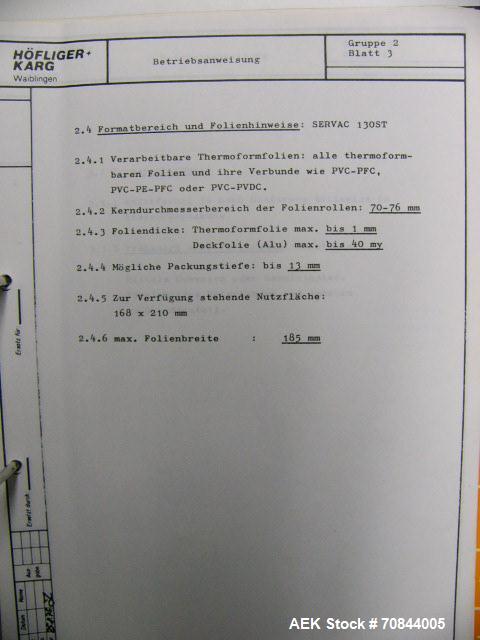 HÖFLIGER+
KARG
Waiblingen
Betriebsanweisung
Gruppe 2
Blatt 3
2.4 Formatbereich und Folienhinweise: SERVAC 130ST
2.4.1 Verarbeitbare Thermoformfolien: alle thermoform-
baren Folien und ihre Verbunde wie PVC-PFC,
PVC-PE-PFC oder PVC-PVDC.
2.4.2 Kerndurchmesserbereich der Folienrollen: 70-76 mm
2.4.3 Foliendicke: Thermoformfolie max. bis 1 mm
Deckfolie (Alu) max. bis 40 my
2.4.4 Mögliche Packungstiefe: bis 13 mm
2.4.5 Zur Verfügung stehende Nutzfläche:
168 x 210 mm
2.4.6 max. Folienbreite : 185 mm
Ersatz für
Ersetzt durch
Datum Name
Aus-
gabe
AEK Stock # 70844005